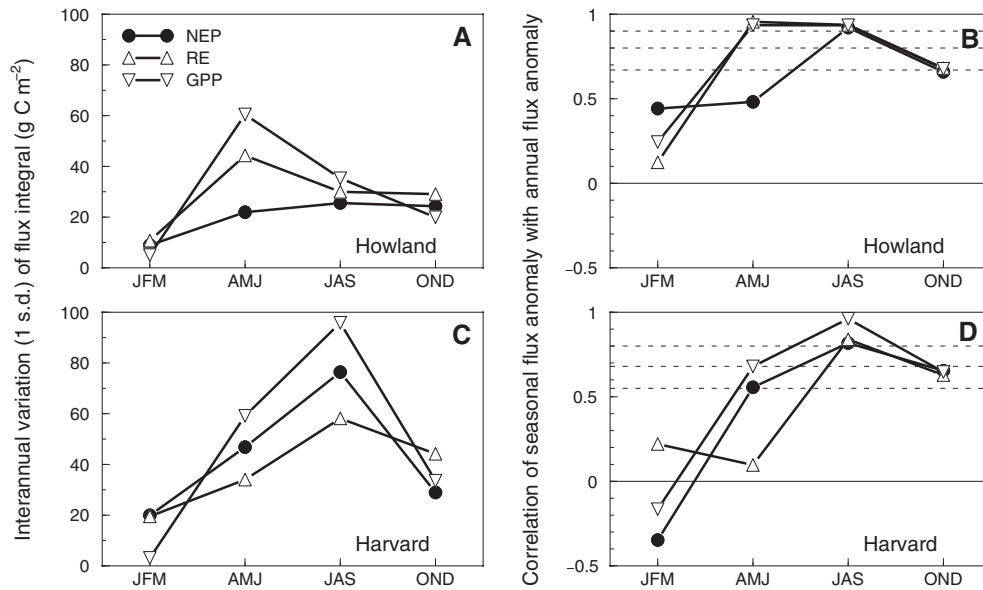 Interannual variation (1 s.d.) of flux integral (g C m⁻²)
100
80
60
40
20
0
NEP
RE
GPP
A
Howland
JFM AMJ JAS OND
Correlation of seasonal flux anomaly with annual flux anomaly
1
0.5
0
−0.5
B
Howland
JFM AMJ JAS OND
100
80
60
40
20
0
C
Harvard
JFM AMJ JAS OND
1
0.5
0
−0.5
D
Harvard
JFM AMJ JAS OND